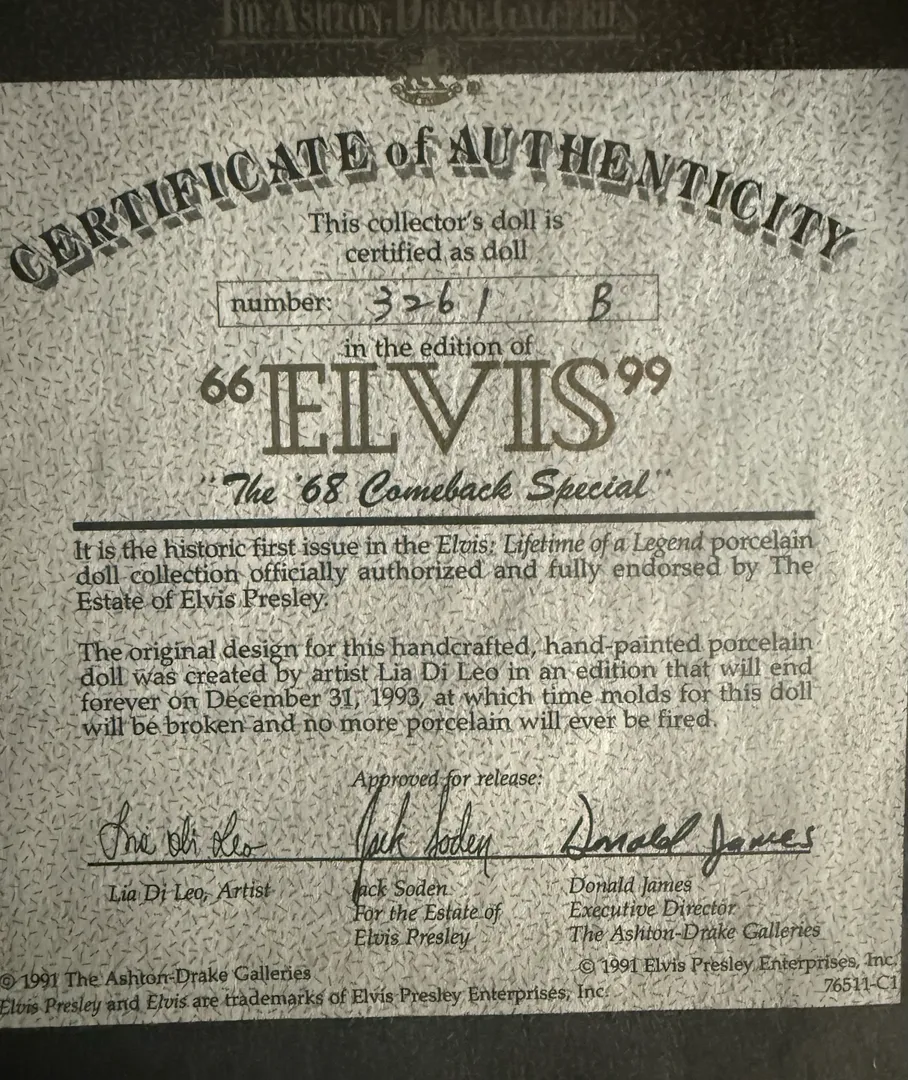 THE ASHTON-DRAKE GALLERIES
®
CERTIFICATE of AUTHENTICITY
This collector's doll is
certified as doll
number: 3261 B
in the edition of
“ELVIS”
"The '68 Comeback Special"
It is the historic first issue in the Elvis: Lifetime of a Legend porcelain
doll collection officially authorized and fully endorsed by The
Estate of Elvis Presley.
The original design for this handcrafted, hand-painted porcelain
doll was created by artist Lia Di Leo in an edition that will end
forever on December 31, 1993, at which time molds for this doll
will be broken and no more porcelain will ever be fired.
Approved for release:
Lia Di Leo Jack Soden Donald James
Lia Di Leo, Artist
Jack Soden
For the Estate of
Elvis Presley
Donald James
Executive Director
The Ashton-Drake Galleries
© 1991 The Ashton-Drake Galleries
© 1991 Elvis Presley Enterprises, Inc.
Elvis Presley and Elvis are trademarks of Elvis Presley Enterprises, Inc.
76511-C1